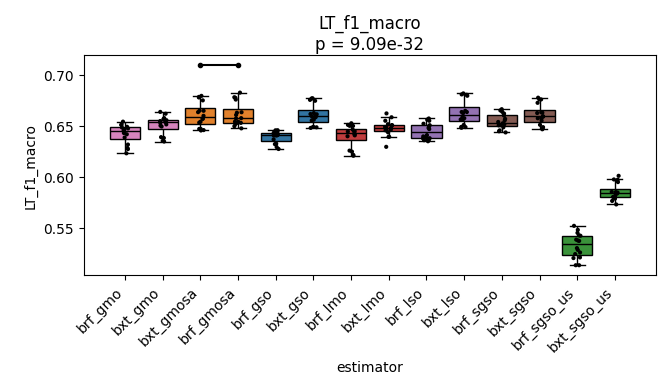 LT_f1_macro
p = 9.09e-32
LT_f1_macro
0.70
0.65
0.60
0.55
brf_gmo
bxt_gmo
bxt_gmosa
brf_gmosa
brf_gso
bxt_gso
brf_lmo
bxt_lmo
brf_lso
bxt_lso
brf_sgso
bxt_sgso
brf_sgso_us
bxt_sgso_us
estimator